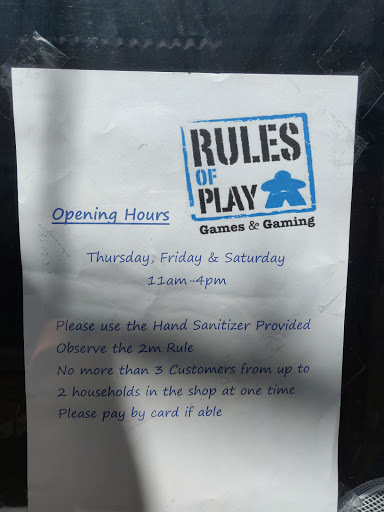 RULES
OF
PLAY
Games & Gaming
Opening Hours
Thursday, Friday & Saturday
11am-4pm
Please use the Hand Sanitizer Provided
Observe the 2m Rule
No more than 3 Customers from up to
2 households in the shop at one time
Please pay by card if able